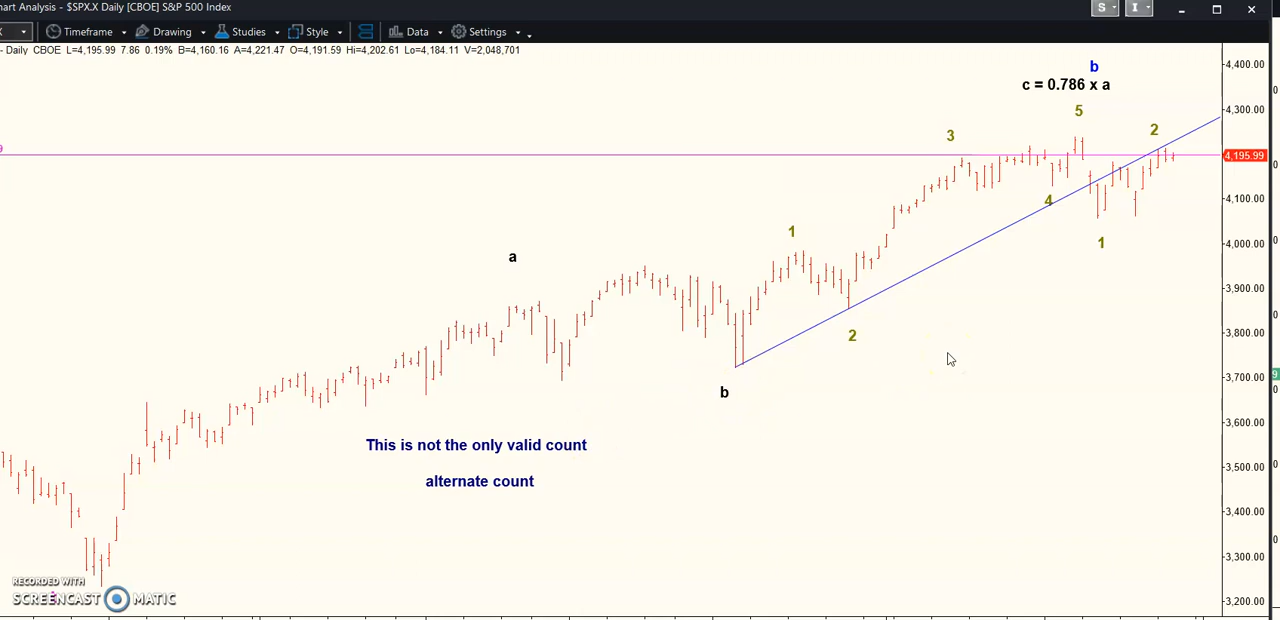 art Analysis - $SPX.X Daily [CBOE] S&P 500 Index
S I
Timeframe Drawing Studies Style Data Settings
- Daily CBOE L=4,195.99 7.86 0.19% B=4,160.16 A=4,221.47 O=4,191.59 Hi=4,202.61 Lo=4,184.11 V=2,048,701
b
4,400.00
c = 0.786 x a
5
4,300.00
3
2
9
4,195.99
4,100.00
4
1
1
4,000.00
a
3,900.00
2
3,800.00
3,700.00
b
3,600.00
This is not the only valid count
3,500.00
alternate count
3,400.00
3,300.00
RECORDED WITH
SCREENCAST MATIC
3,200.00